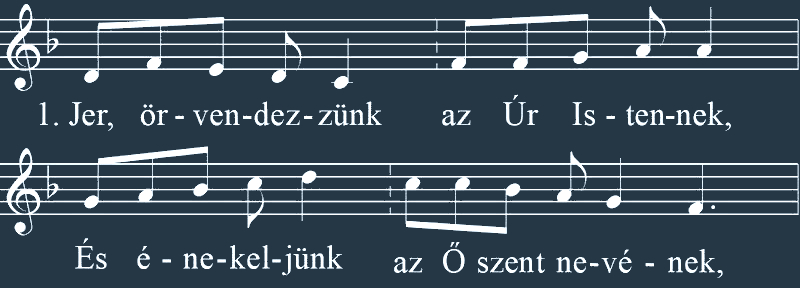 1. Jer, ör - ven-dez-zünk az Úr Is - ten-nek,
És é - ne-kel-jünk az Ő szent ne-vé - nek,